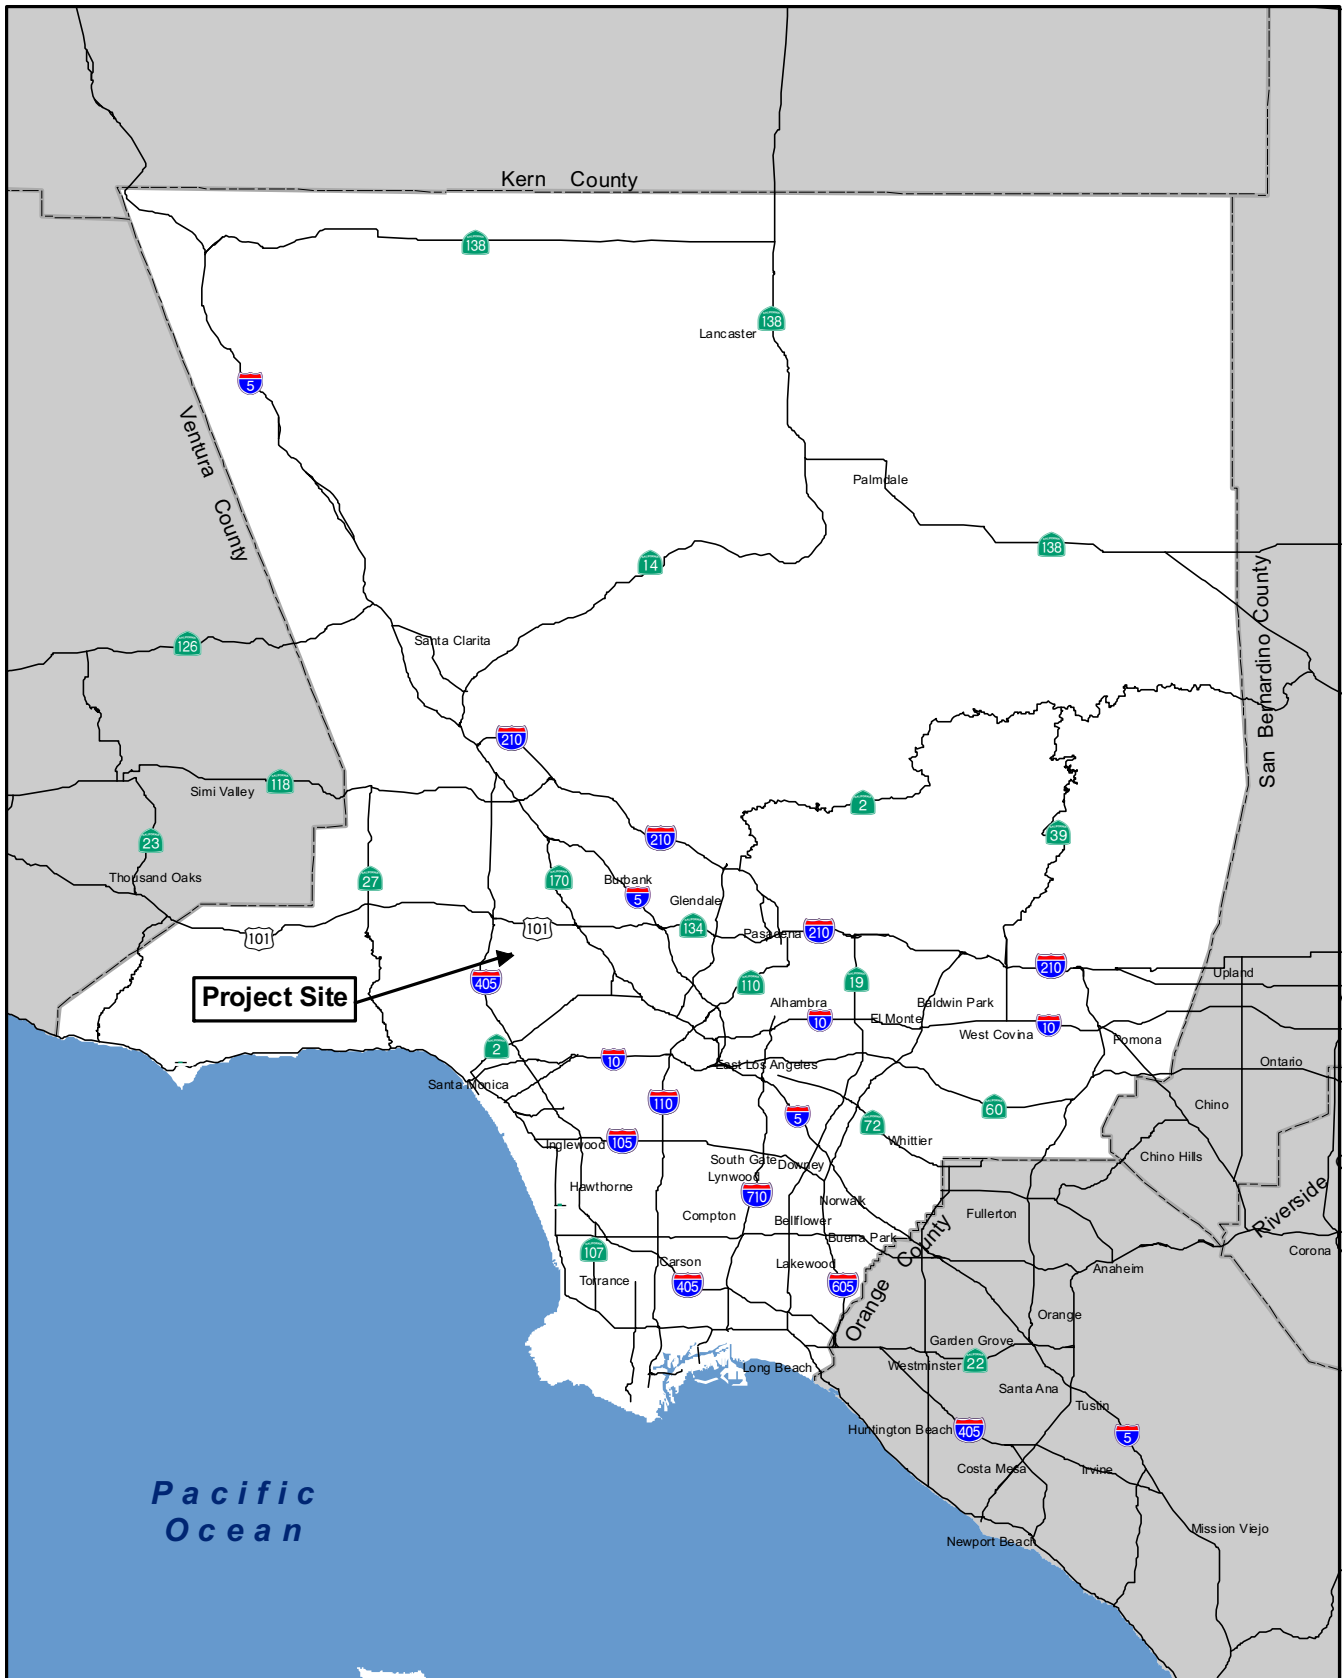 Kern County
138
138
Lancaster
5
Ventura County
Palmdale
138
14
San Bernardino County
126
Santa Clarita
210
118
Simi Valley
2
23
210
39
Thousand Oaks
27
170
Burbank
5
Glendale
101
101
134
Pasadena
210
210
Upland
405
Project Site
110
19
Alhambra
Baldwin Park
10
El Monte
10
West Covina
Pomona
2
10
East Los Angeles
Ontario
Santa Monica
110
5
60
Chino
72
Whittier
Inglewood
105
South Gate
Downey
Chino Hills
Lynwood
Hawthorne
710
Norwalk
Compton
Bellflower
Fullerton
Riverside
Buena Park
Orange County
107
Carson
Lakewood
Corona
Torrance
405
605
Anaheim
Orange
Garden Grove
Long Beach
Westminster
22
Santa Ana
Tustin
Huntington Beach
405
5
Costa Mesa
Irvine
Pacific
Ocean
Mission Viejo
Newport Beach